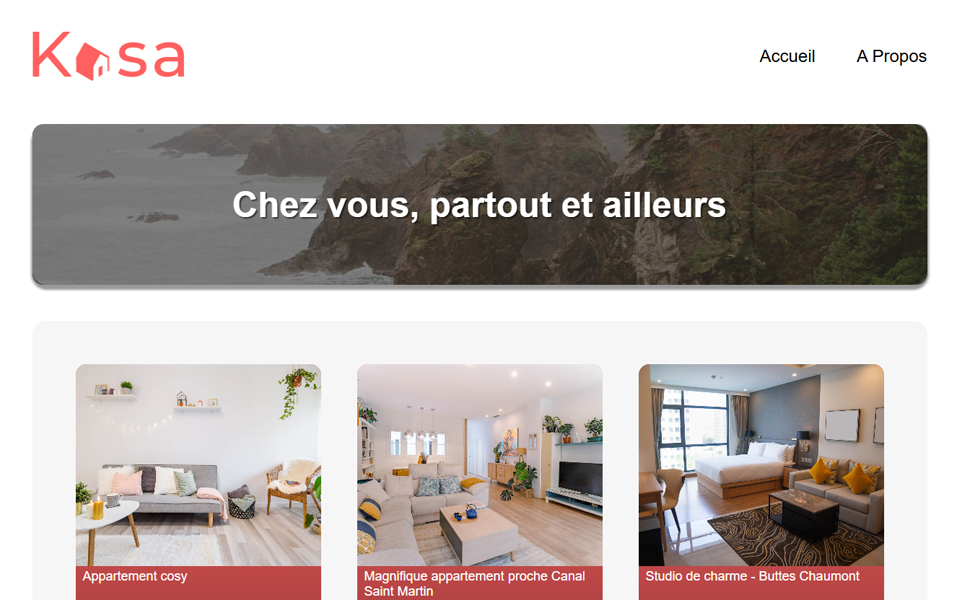 Kasa
Accueil
A Propos
Chez vous, partout et ailleurs
Appartement cosy
Magnifique appartement proche Canal
Saint Martin
Studio de charme - Buttes Chaumont